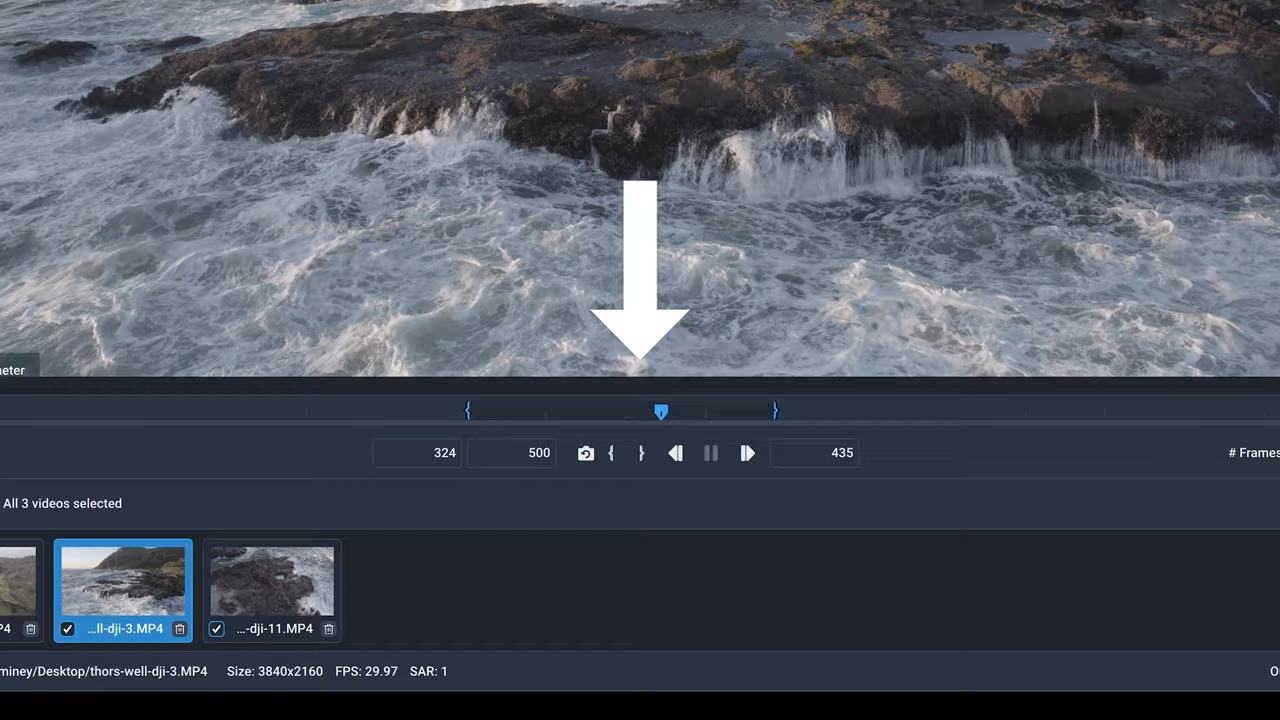 neter
324 500 435 # Frames
All 3 videos selected
P4 ...ll-dji-3.MP4 ...-dji-11.MP4
miney/Desktop/thors-well-dji-3.MP4 Size: 3840x2160 FPS: 29.97 SAR: 1